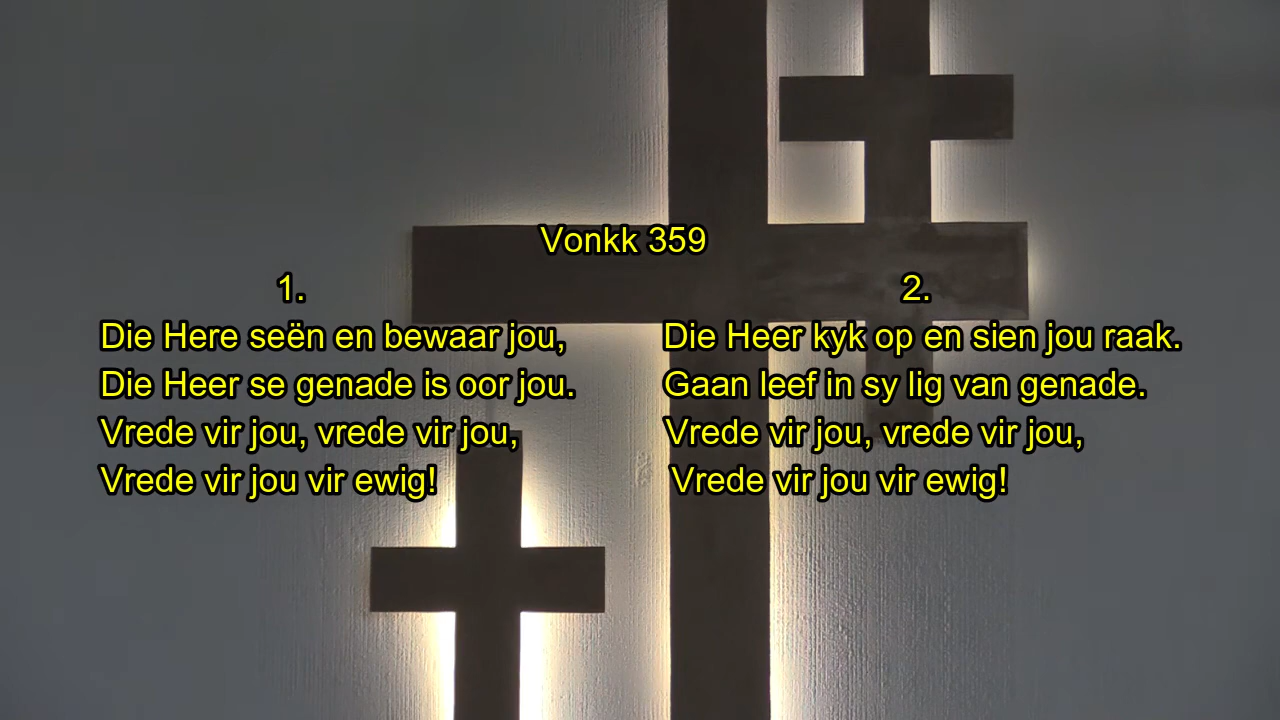 Vonkk 359
1.
Die Here seën en bewaar jou,
Die Heer se genade is oor jou.
Vrede vir jou, vrede vir jou,
Vrede vir jou vir ewig!
2.
Die Heer kyk op en sien jou raak.
Gaan leef in sy lig van genade.
Vrede vir jou, vrede vir jou,
Vrede vir jou vir ewig!